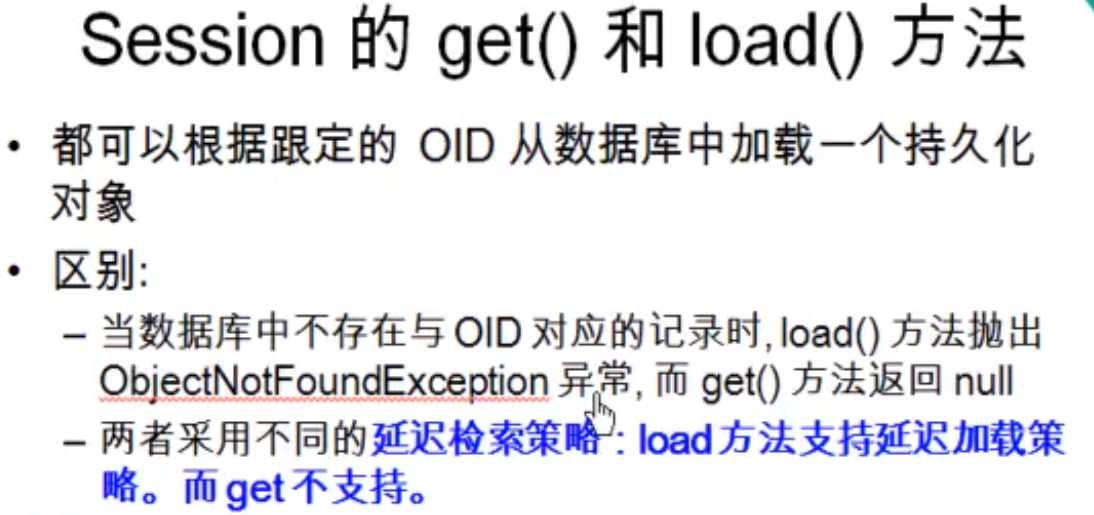 Session 的 get() 和 load() 方法
• 都可以根据跟定的 OID 从数据库中加载一个持久化
对象
• 区别:
– 当数据库中不存在与 OID 对应的记录时, load() 方法抛出
ObjectNotFoundException 异常, 而 get() 方法返回 null
– 两者采用不同的延迟检索策略 : load方法支持延迟加载策
略。而 get 不支持。